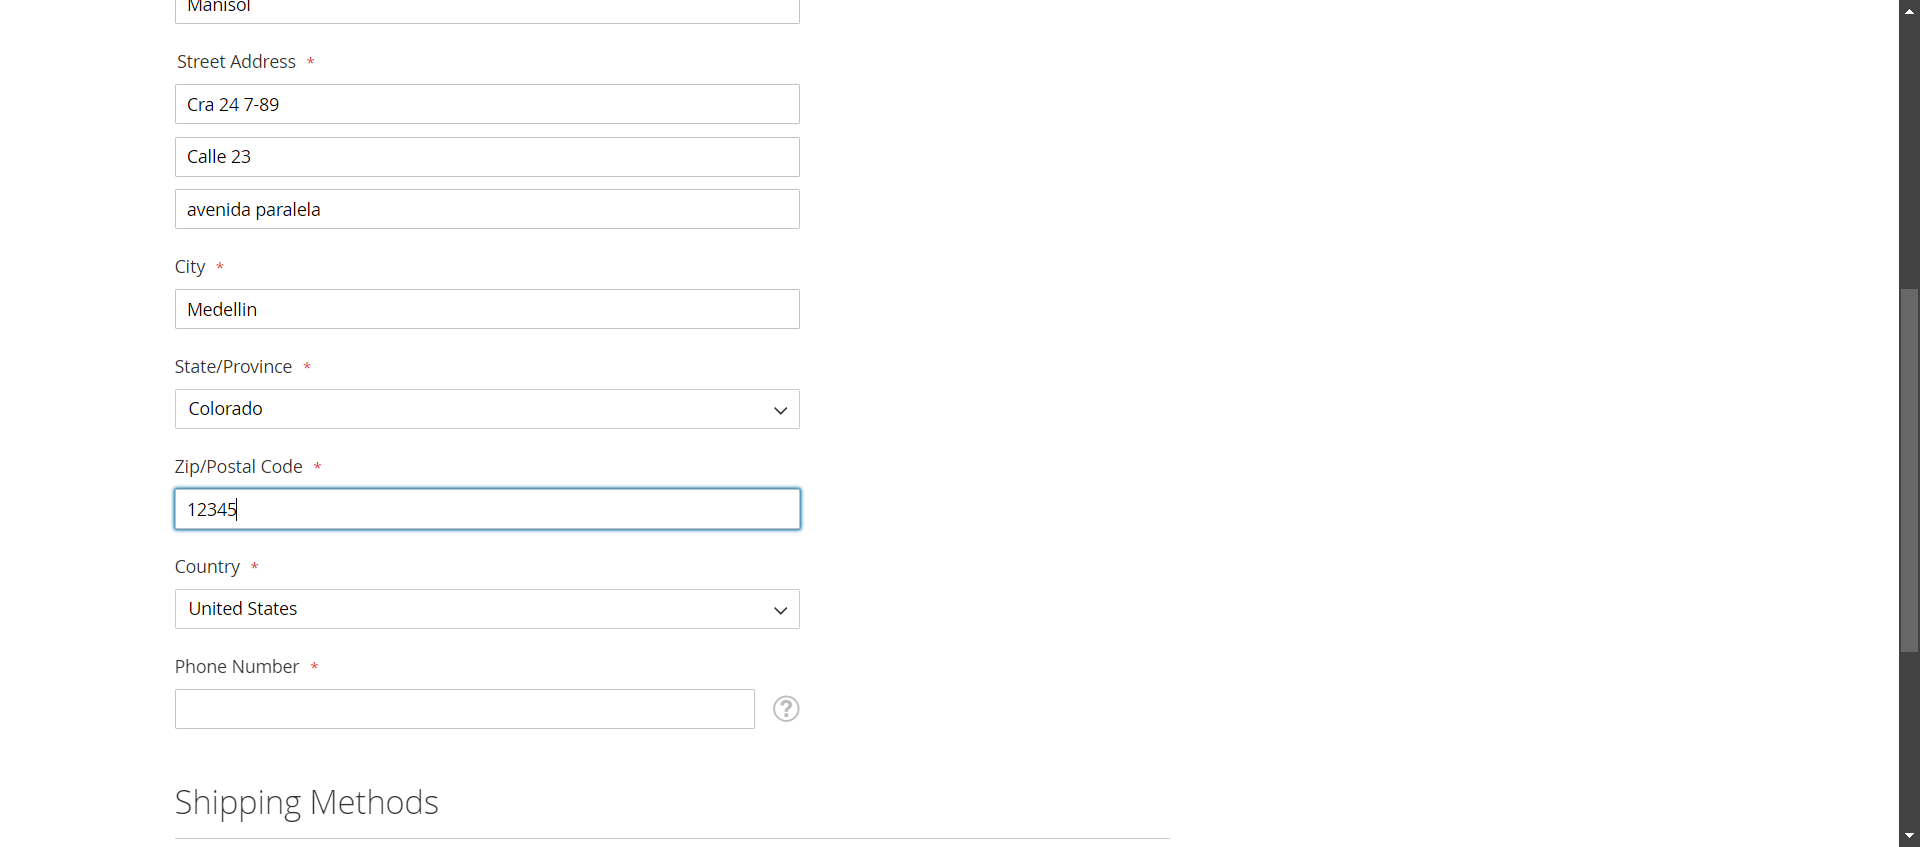 Manisol
Street Address *
Cra 24 7-89
Calle 23
avenida paralela
City *
Medellin
State/Province *
Colorado
Zip/Postal Code *
12345
Country *
United States
Phone Number *
?
Shipping Methods